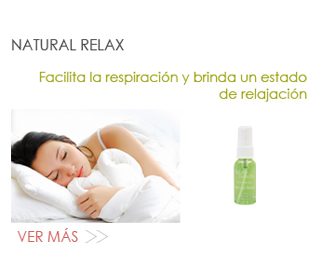 NATURAL RELAX
Facilita la respiración y brinda un estado
de relajación
VER MÁS >>